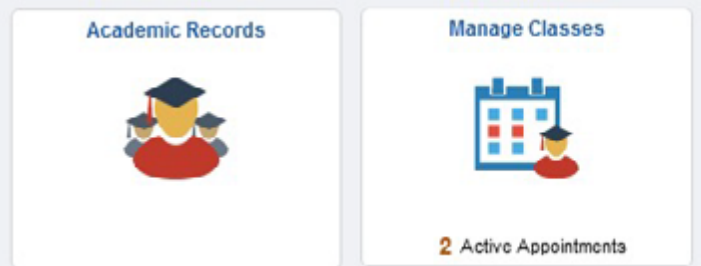 Academic Records
Manage Classes
2 Active Appointments